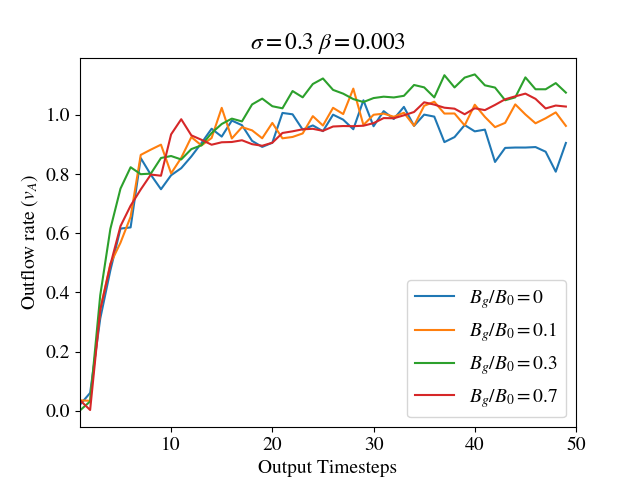 σ = 0.3 β = 0.003
Outflow rate (v_A)
1.0
0.8
0.6
0.4
0.2
0.0
B_g/B_0 = 0
B_g/B_0 = 0.1
B_g/B_0 = 0.3
B_g/B_0 = 0.7
10 20 30 40 50
Output Timesteps